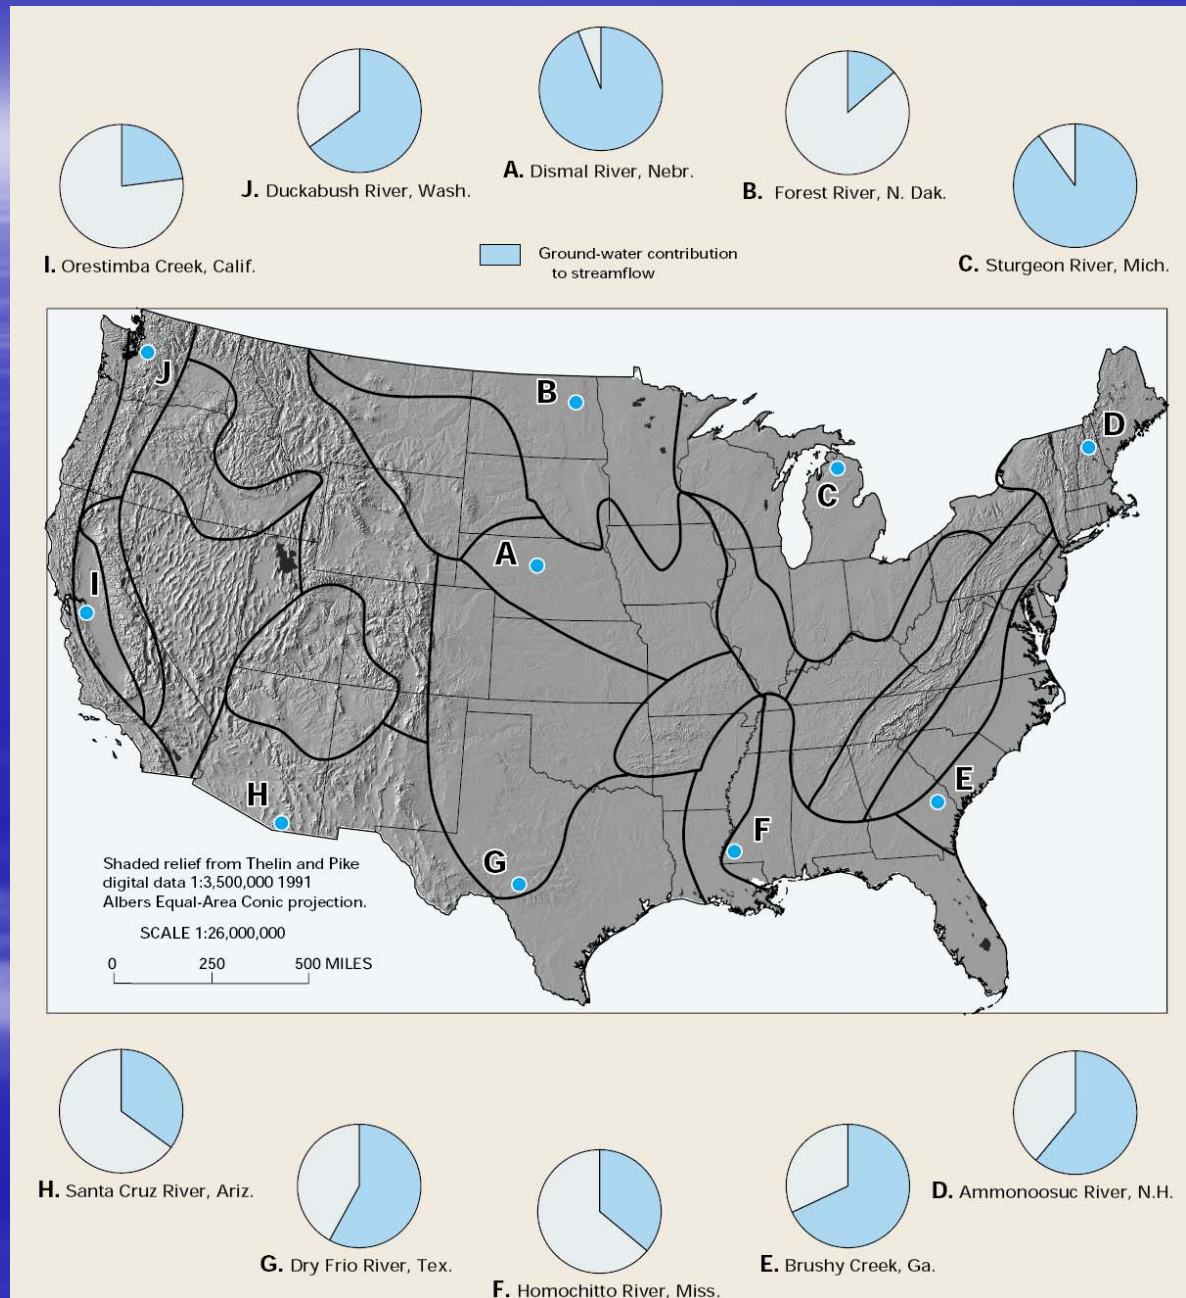 A. Dismal River, Nebr.
J. Duckabush River, Wash.
B. Forest River, N. Dak.
I. Orestimba Creek, Calif.
C. Sturgeon River, Mich.
Ground-water contribution
to streamflow
J
B
D
C
A
I
H
E
F
G
Shaded relief from Thelin and Pike
digital data 1:3,500,000 1991
Albers Equal-Area Conic projection.
SCALE 1:26,000,000
0 250 500 MILES
H. Santa Cruz River, Ariz.
D. Ammonoosuc River, N.H.
G. Dry Frio River, Tex.
E. Brushy Creek, Ga.
F. Homochitto River, Miss.